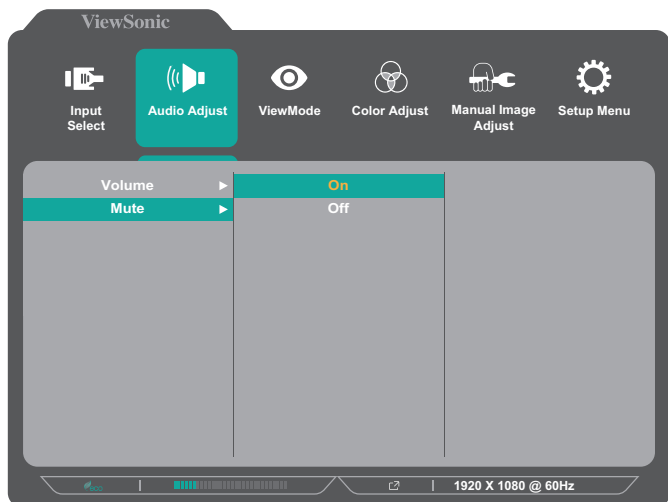 ViewSonic
Input
Select
Audio Adjust
ViewMode
Color Adjust
Manual Image
Adjust
Setup Menu
Volume
On
Mute
Off
eco
1920 X 1080 @ 60Hz